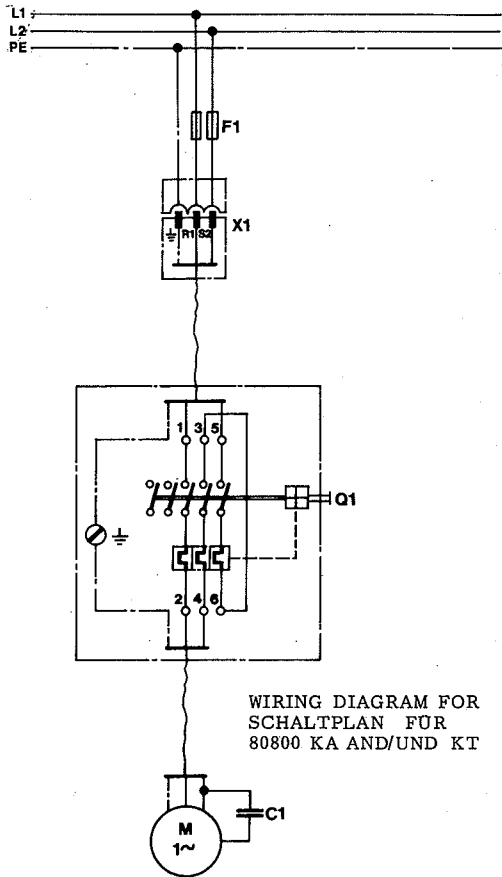 L1
L2
PE
F1
X1
R1 S2
1 3 5
Q1
2 4 6
WIRING DIAGRAM FOR
SCHALTPLAN FÜR
80800 KA AND/UND KT
C1
M
1~